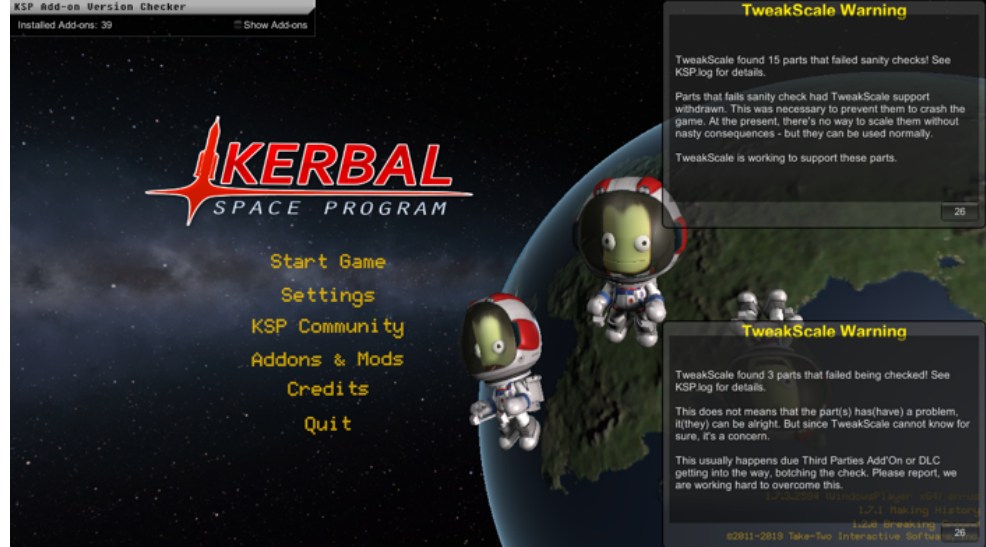 KSP Add-on Version Checker
Installed Add-ons: 39
Show Add-ons
KERBAL
SPACE PROGRAM
Start Game
Settings
KSP Community
Addons & Mods
Credits
Quit
TweakScale Warning
TweakScale found 15 parts that failed sanity checks! See
KSP.log for details.
Parts that fails sanity check had TweakScale support
withdrawn. This was necessary to prevent them to crash the
game. At the present, there's no way to scale them without
nasty consequences - but they can be used normally.
TweakScale is working to support these parts.
26
TweakScale Warning
TweakScale found 3 parts that failed being checked! See
KSP.log for details.
This does not means that the part(s) has(have) a problem,
it(they) can be alright. But since TweakScale cannot know for
sure, it's a concern.
This usually happens due Third Parties Add'On or DLC
getting into the way, botching the check. Please report, we
are working hard to overcome this.
26
(WindowsPlayer x64)
1.7.1 Making History
1.2.0 Breaking Ground
©2011-2019 Take-Two Interactive Software,